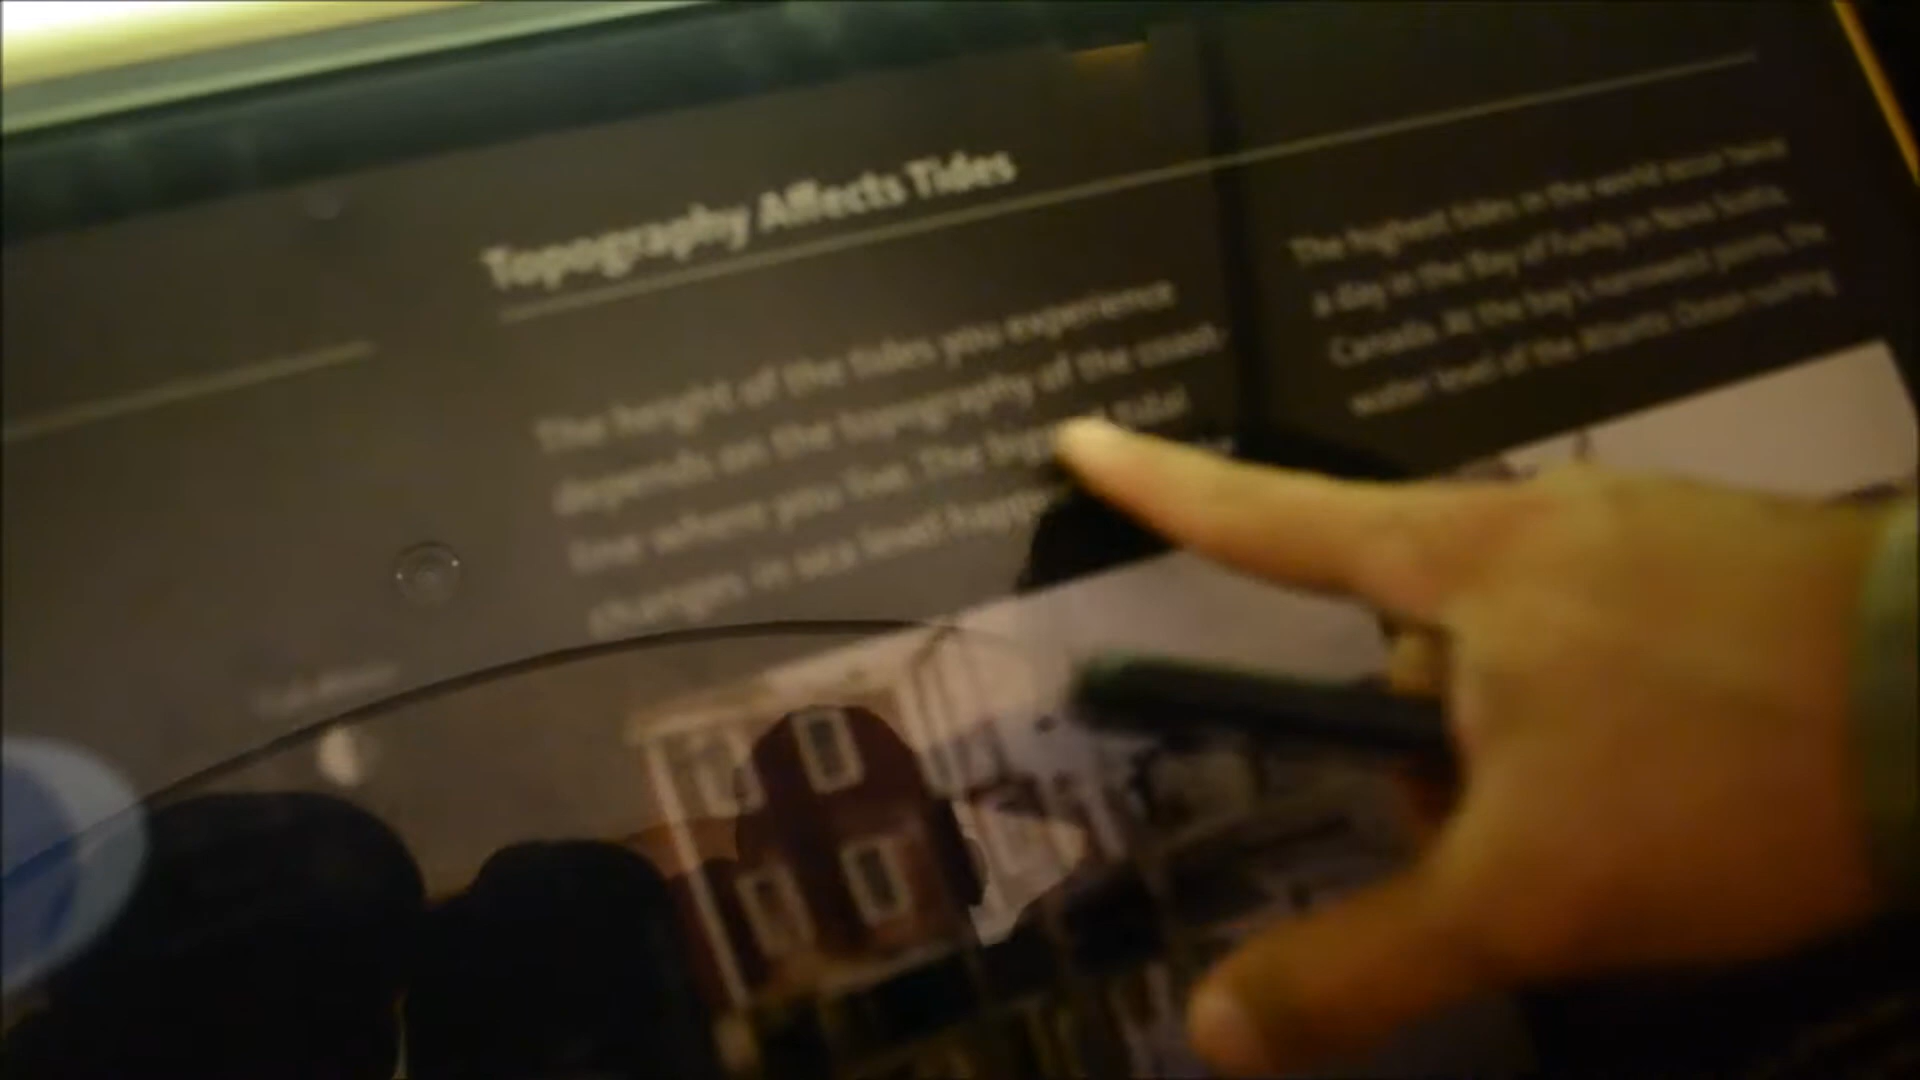 Topography Affects Tides
The height of the tides you experience
depends on the topography of the coast-
line where you live. The biggest tidal
changes in sea level
The highest tides in the world occur twice
a day in the Bay of Fundy in Nova Scotia,
Canada. At the bay's narrowest points, the
water level of the Atlantic Ocean rushing